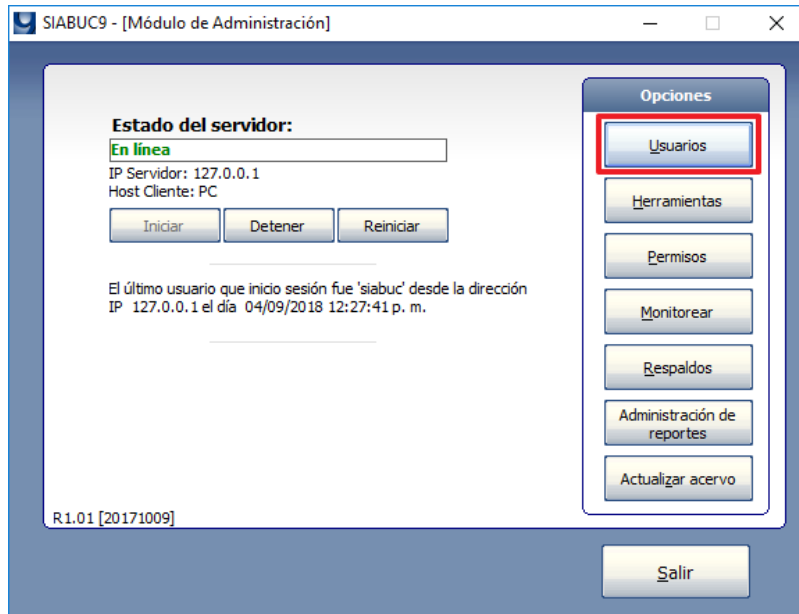 SIABUC9 - [Módulo de Administración]
Estado del servidor:
En línea
IP Servidor: 127.0.0.1
Host Cliente: PC
Iniciar
Detener
Reiniciar
El último usuario que inicio sesión fue 'siabuc' desde la dirección
IP 127.0.0.1 el día 04/09/2018 12:27:41 p. m.
R1.01 [20171009]
Opciones
Usuarios
Herramientas
Permisos
Monitorear
Respaldos
Administración de
reportes
Actualizar acervo
Salir